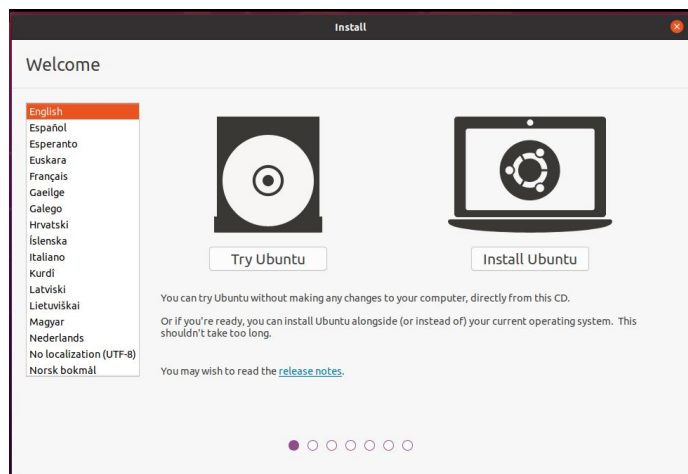 Install
Welcome
English
Español
Esperanto
Euskara
Français
Gaeilge
Galego
Hrvatski
Íslenska
Italiano
Kurdî
Latviski
Lietuviškai
Magyar
Nederlands
No localization (UTF-8)
Norsk bokmål
Try Ubuntu
Install Ubuntu
You can try Ubuntu without making any changes to your computer, directly from this CD.
Or if you're ready, you can install Ubuntu alongside (or instead of) your current operating system. This
shouldn't take too long.
You may wish to read the release notes.